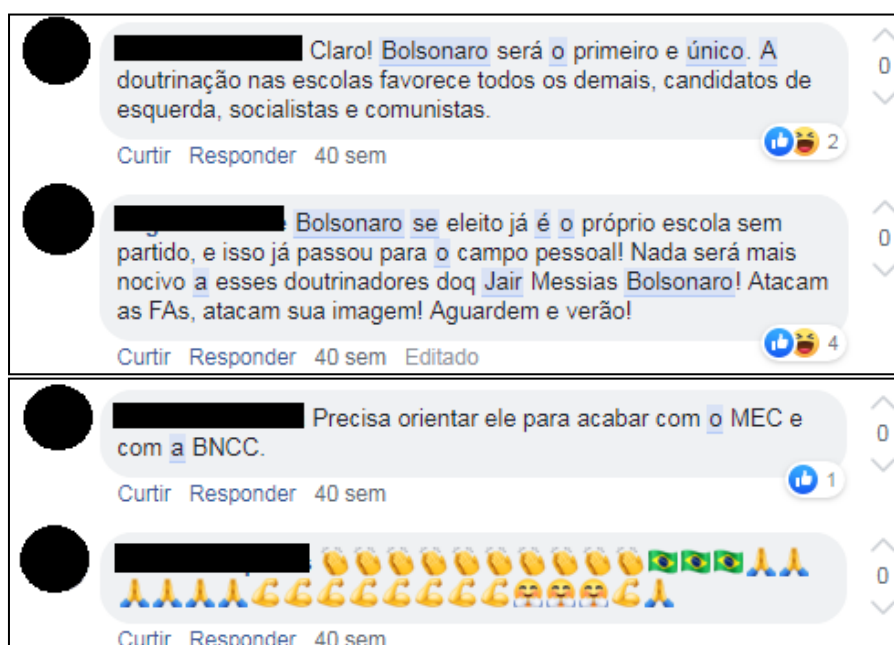 Claro! Bolsonaro será o primeiro e único. A
doutrinação nas escolas favorece todos os demais, candidatos de
esquerda, socialistas e comunistas.
0
2
Curtir Responder 40 sem
Bolsonaro se eleito já é o próprio escola sem
partido, e isso já passou para o campo pessoal! Nada será mais
nocivo a esses doutrinadores doq Jair Messias Bolsonaro! Atacam
as FAs, atacam sua imagem! Aguardem e verão!
0
4
Curtir Responder 40 sem Editado
Precisa orientar ele para acabar com o MEC e
com a BNCC.
0
1
Curtir Responder 40 sem
👏👏👏👏👏👏👏👏👏👏🇧🇷🇧🇷🇧🇷🙏🙏
🙏🙏🙏🙏💪💪💪💪💪💪💪💪🤗🤗🤗💪🙏
0
Curtir Responder 40 sem